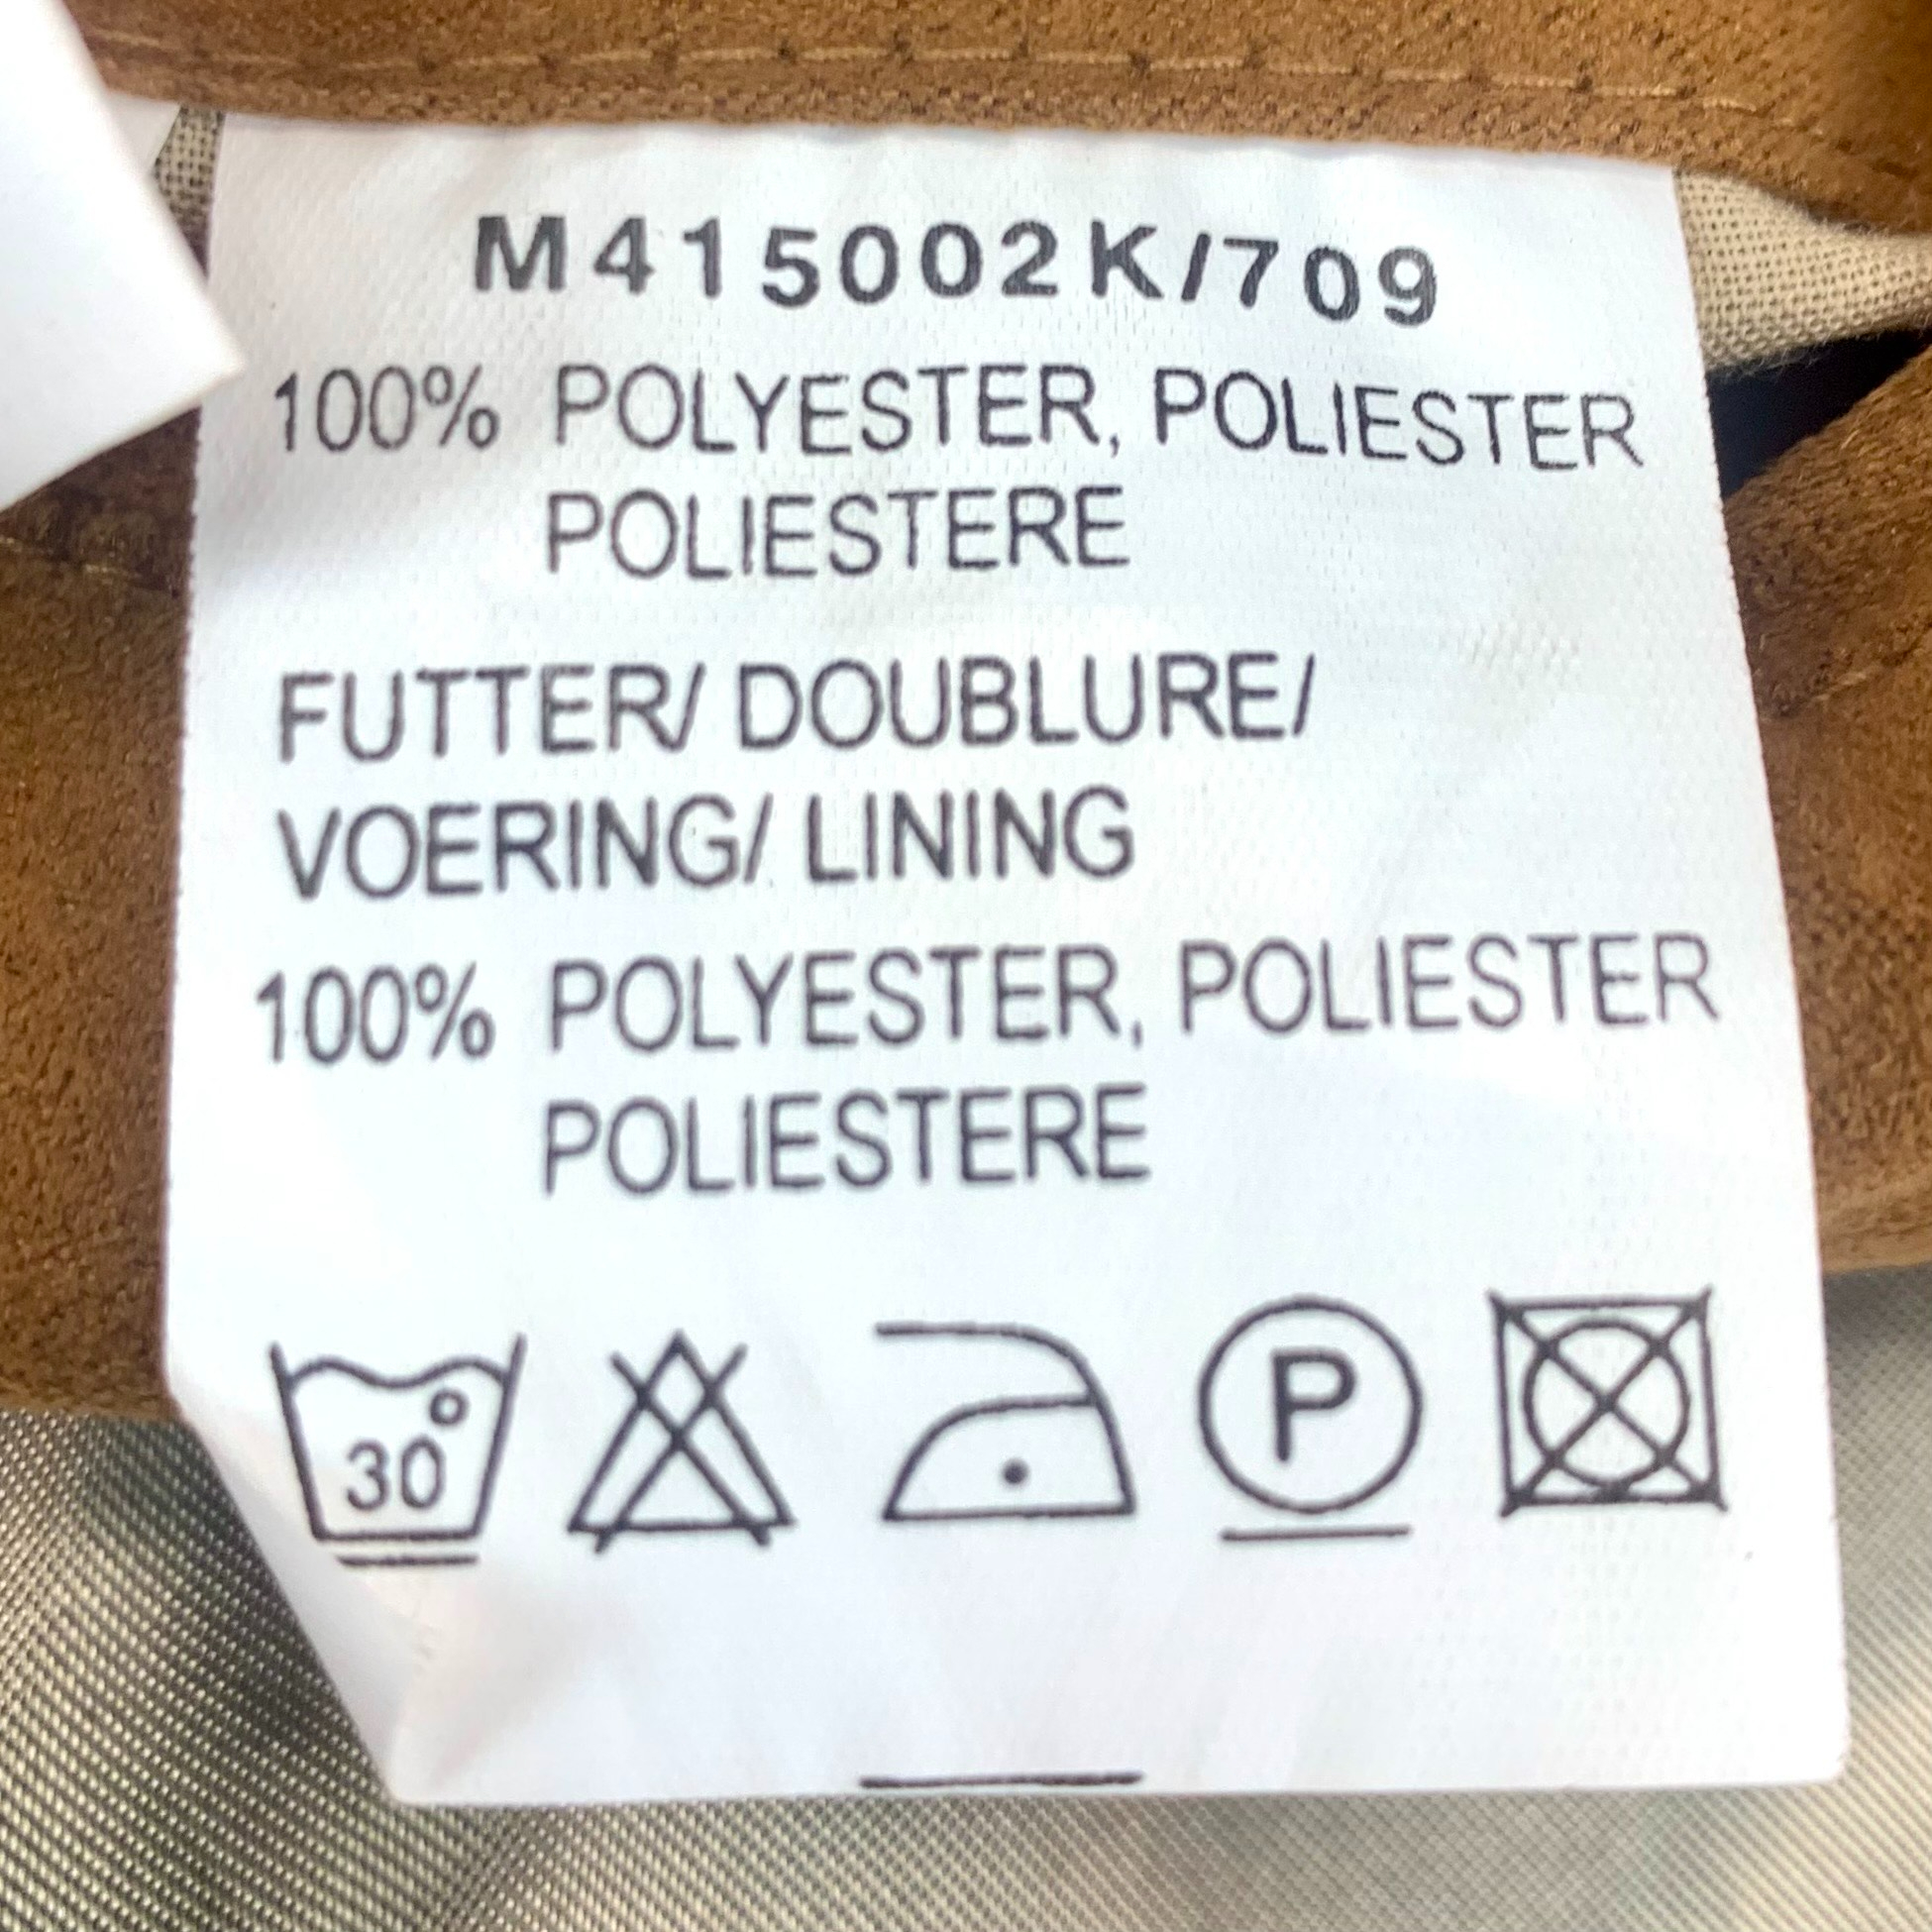 M415002K/709
100% POLYESTER, POLIESTER
POLIESTERE
FUTTER/ DOUBLURE/
VOERING/ LINING
100% POLYESTER, POLIESTER
POLIESTERE
30°
P